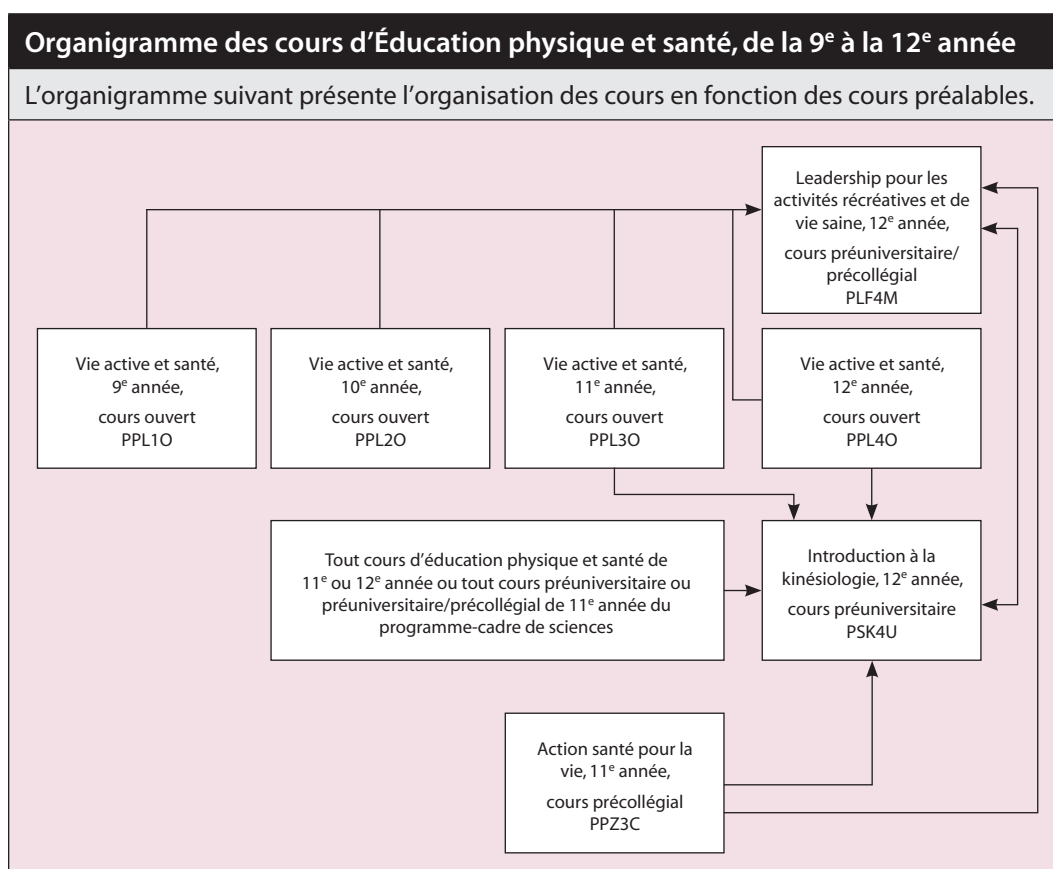 Organigramme des cours d'Éducation physique et santé, de la 9e à la 12e année
L'organigramme suivant présente l'organisation des cours en fonction des cours préalables.
Leadership pour les
activités récréatives et de
vie saine, 12e année,
cours préuniversitaire/
précollégial
PLF4M
Vie active et santé,
9e année,
cours ouvert
PPL1O
Vie active et santé,
10e année,
cours ouvert
PPL2O
Vie active et santé,
11e année,
cours ouvert
PPL3O
Vie active et santé,
12e année,
cours ouvert
PPL4O
Tout cours d'éducation physique et santé de
11e ou 12e année ou tout cours préuniversitaire ou
préuniversitaire/précollégial de 11e année du
programme-cadre de sciences
Introduction à la
kinésiologie, 12e année,
cours préuniversitaire
PSK4U
Action santé pour la
vie, 11e année,
cours précollégial
PPZ3C